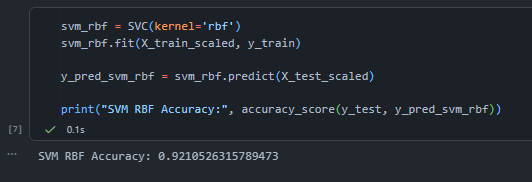 svm_rbf = SVC(kernel='rbf')
svm_rbf.fit(X_train_scaled, y_train)
y_pred_svm_rbf = svm_rbf.predict(X_test_scaled)
print("SVM RBF Accuracy:", accuracy_score(y_test, y_pred_svm_rbf))
[7] ✓ 0.1s
... SVM RBF Accuracy: 0.9210526315789473